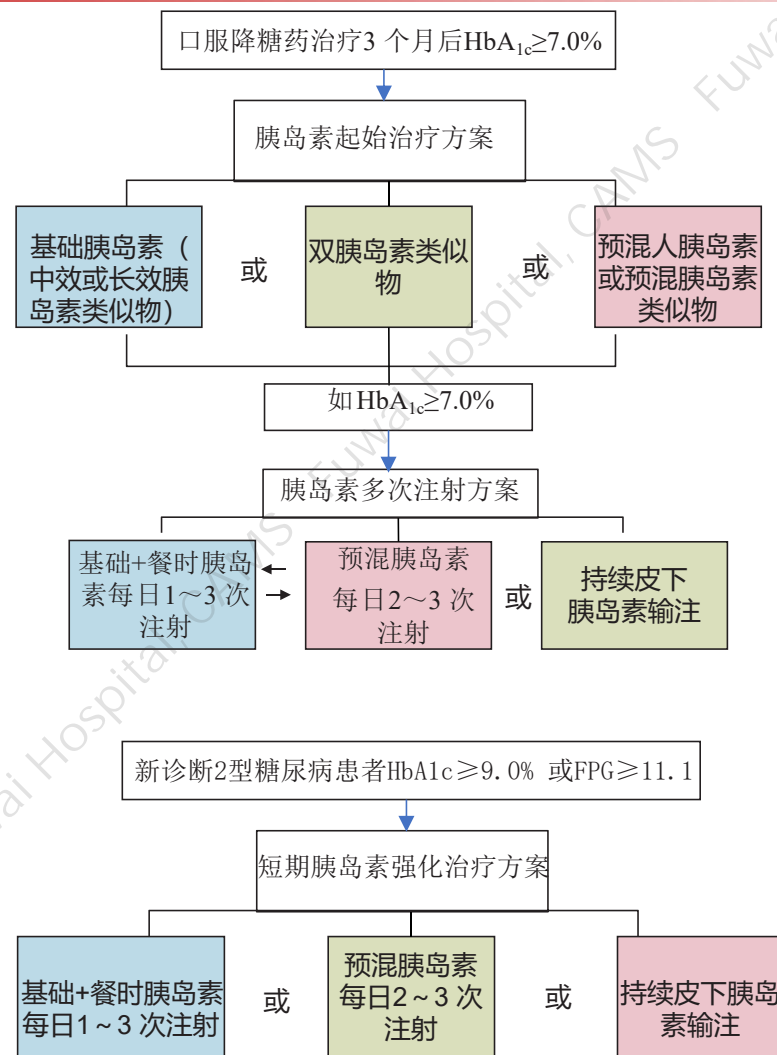 口服降糖药治疗3 个月后HbA1c≥7.0%
胰岛素起始治疗方案
基础胰岛素（
中效或长效胰
岛素类似物）
或
双胰岛素类似
物
或
预混人胰岛素
或预混胰岛素
类似物
如HbA1c≥7.0%
胰岛素多次注射方案
基础+餐时胰岛
素每日1～3 次
注射
预混胰岛素
每日2～3 次
注射
或
持续皮下
胰岛素输注
新诊断2型糖尿病患者HbA1c≥9.0% 或FPG≥11.1
短期胰岛素强化治疗方案
基础+餐时胰岛素
每日1～3 次注射
或
预混胰岛素
每日2～3 次
注射
或
持续皮下胰岛
素输注
Fuwai Hospital, CAMS
Fuwai Hospital, CAMS